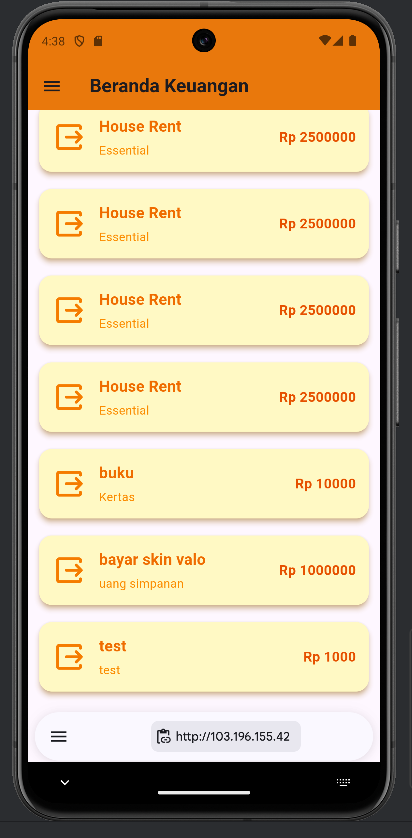 4:38
Beranda Keuangan
House Rent
Rp 2500000
Essential
House Rent
Rp 2500000
Essential
House Rent
Rp 2500000
Essential
House Rent
Rp 2500000
Essential
buku
Rp 10000
Kertas
bayar skin valo
Rp 1000000
uang simpanan
test
Rp 1000
test
http://103.196.155.42